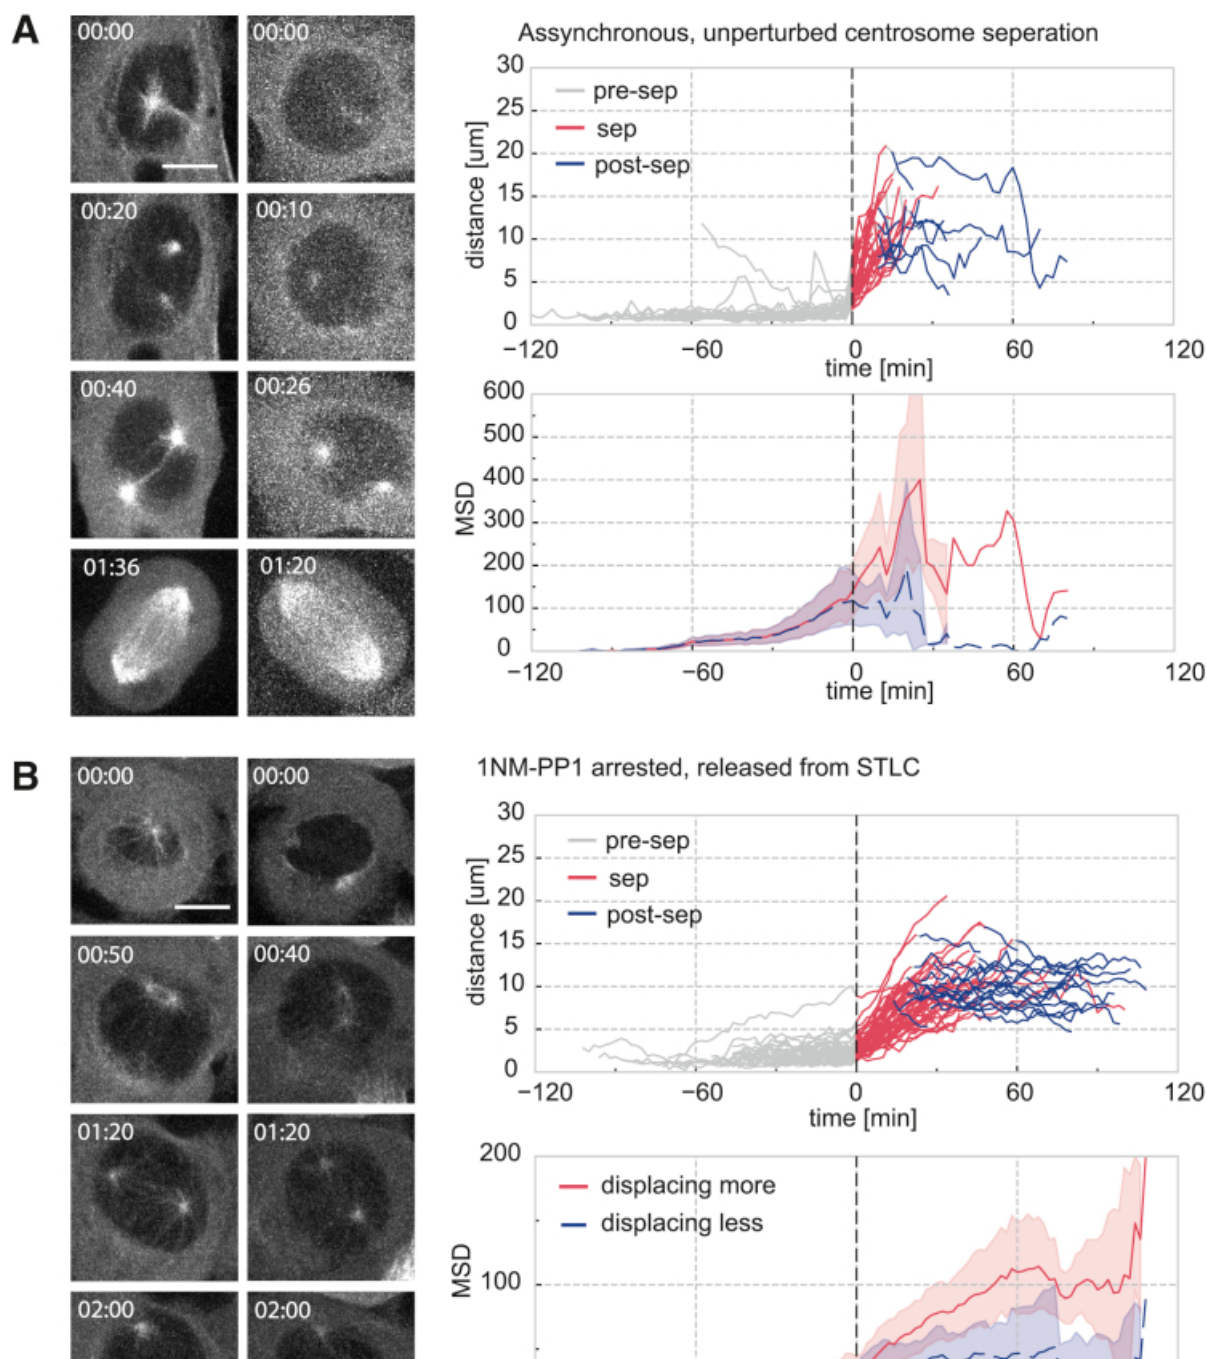 A
00:00
00:00
00:20
00:10
00:40
00:26
01:36
01:20
Assynchronous, unperturbed centrosome seperation
30
25
20
15
10
5
0
distance [um]
pre-sep
sep
post-sep
−120
−60
0
60
120
time [min]
600
500
400
300
200
100
0
MSD
−120
−60
0
60
120
time [min]
B
00:00
00:00
00:50
00:40
01:20
01:20
02:00
02:00
1NM-PP1 arrested, released from STLC
30
25
20
15
10
5
0
distance [um]
pre-sep
sep
post-sep
−120
−60
0
60
120
time [min]
200
100
MSD
displacing more
displacing less